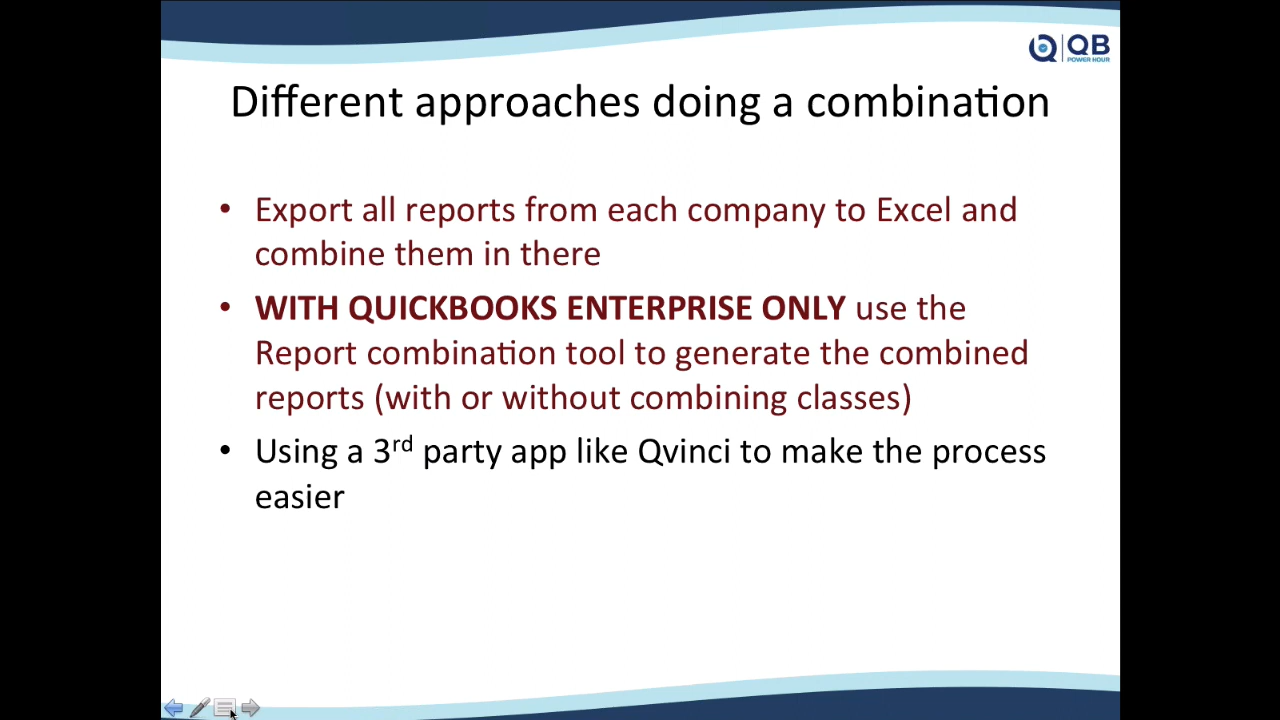 QB
POWER HOUR
Different approaches doing a combination
• Export all reports from each company to Excel and
combine them in there
• WITH QUICKBOOKS ENTERPRISE ONLY use the
Report combination tool to generate the combined
reports (with or without combining classes)
• Using a 3rd party app like Qvinci to make the process
easier